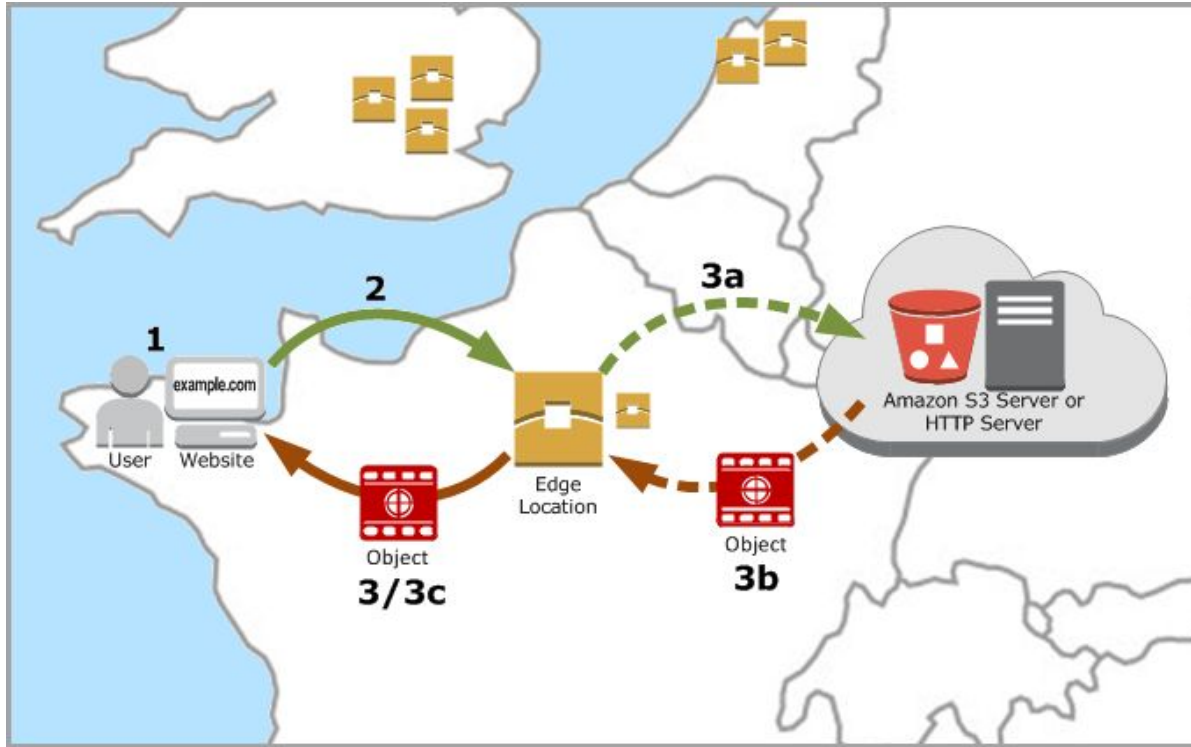 1
2
3a
example.com
User
Website
Edge
Location
Amazon S3 Server or
HTTP Server
Object
3/3c
Object
3b